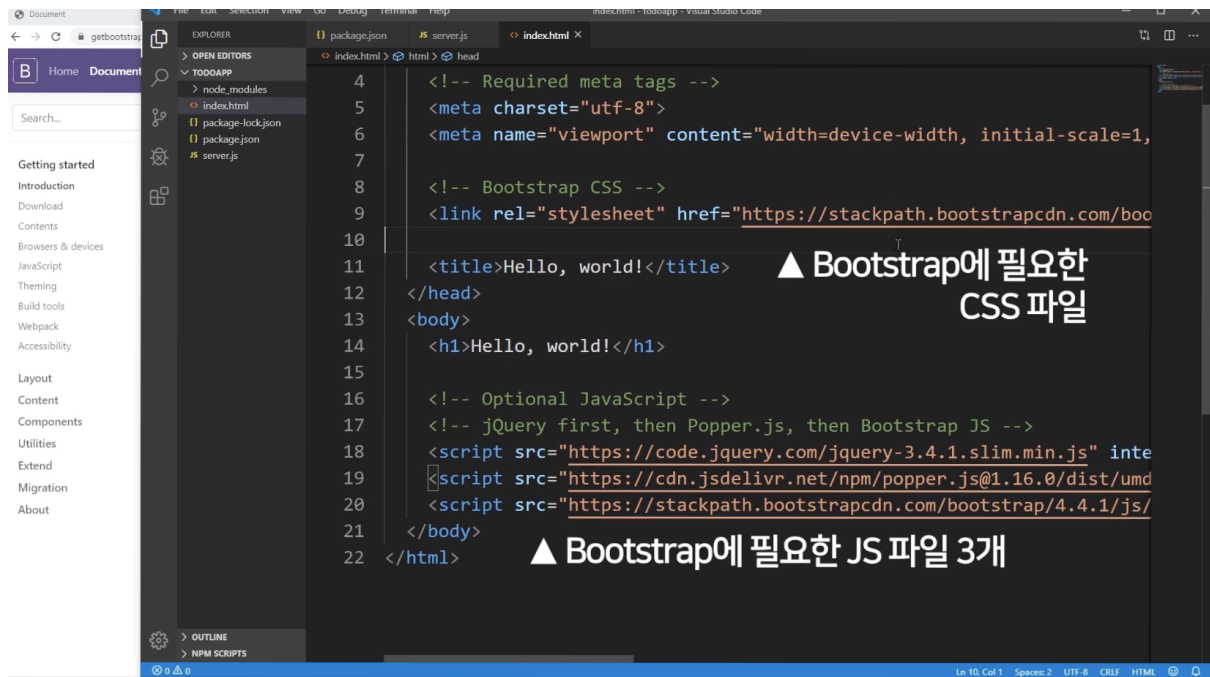 Document
getbootstrap
B Home Document
Search...
Getting started
Introduction
Download
Contents
Browsers & devices
JavaScript
Theming
Build tools
Webpack
Accessibility
Layout
Content
Components
Utilities
Extend
Migration
About
File Edit Selection View Go Debug Terminal Help
index.html - todoapp - Visual Studio Code
EXPLORER
OPEN EDITORS
TODOAPP
node_modules
index.html
package-lock.json
package.json
server.js
OUTLINE
NPM SCRIPTS
{} package.json JS server.js <> index.html ×
<> index.html > html > head
4 <!-- Required meta tags -->
5 <meta charset="utf-8">
6 <meta name="viewport" content="width=device-width, initial-scale=1,
7
8 <!-- Bootstrap CSS -->
9 <link rel="stylesheet" href="https://stackpath.bootstrapcdn.com/boo
10
11 <title>Hello, world!</title>
▲ Bootstrap에 필요한
CSS 파일
12 </head>
13 <body>
14 <h1>Hello, world!</h1>
15
16 <!-- Optional JavaScript -->
17 <!-- jQuery first, then Popper.js, then Bootstrap JS -->
18 <script src="https://code.jquery.com/jquery-3.4.1.slim.min.js" inte
19 <script src="https://cdn.jsdelivr.net/npm/popper.js@1.16.0/dist/umd
20 <script src="https://stackpath.bootstrapcdn.com/bootstrap/4.4.1/js/
21 </body>
22 </html>
▲ Bootstrap에 필요한 JS 파일 3개
0 0
Ln 10, Col 1 Spaces: 2 UTF-8 CRLF HTML